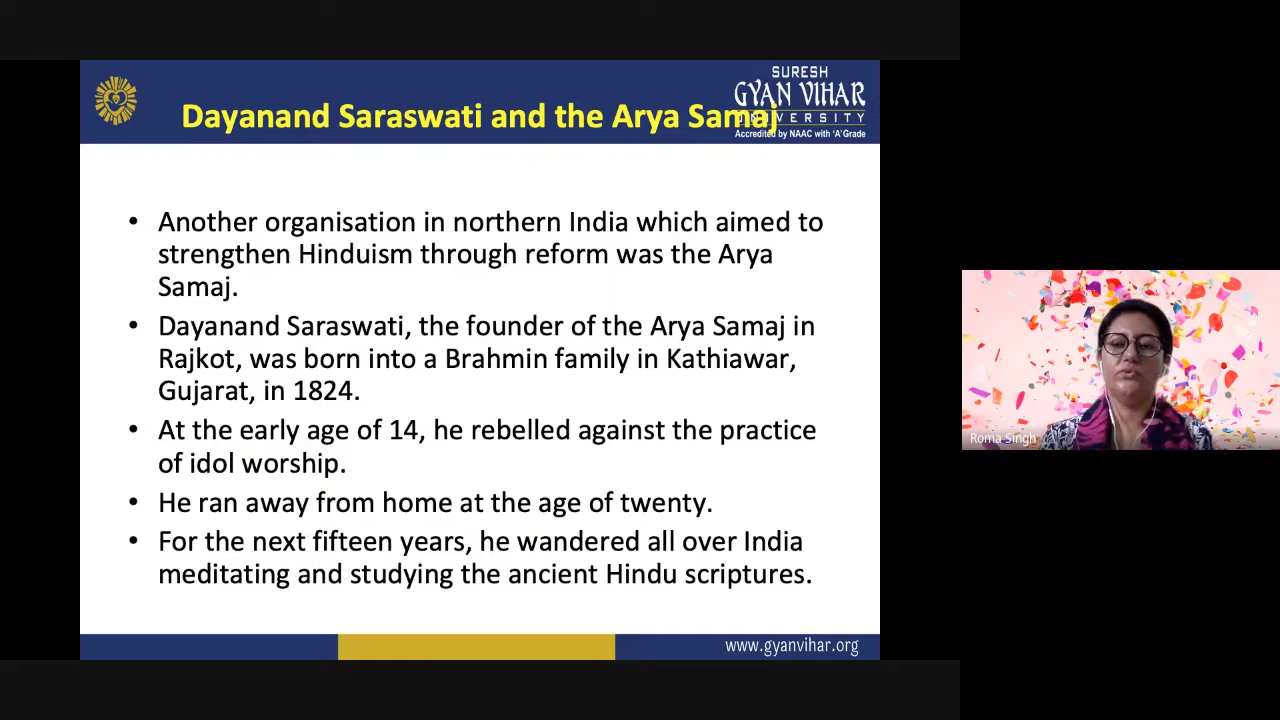 SURESH
GYAN VIHAR
UNIVERSITY
Accredited by NAAC with 'A' Grade
Dayanand Saraswati and the Arya Samaj
• Another organisation in northern India which aimed to
strengthen Hinduism through reform was the Arya
Samaj.
• Dayanand Saraswati, the founder of the Arya Samaj in
Rajkot, was born into a Brahmin family in Kathiawar,
Gujarat, in 1824.
• At the early age of 14, he rebelled against the practice
of idol worship.
• He ran away from home at the age of twenty.
• For the next fifteen years, he wandered all over India
meditating and studying the ancient Hindu scriptures.
www.gyanvihar.org
Roma Singh